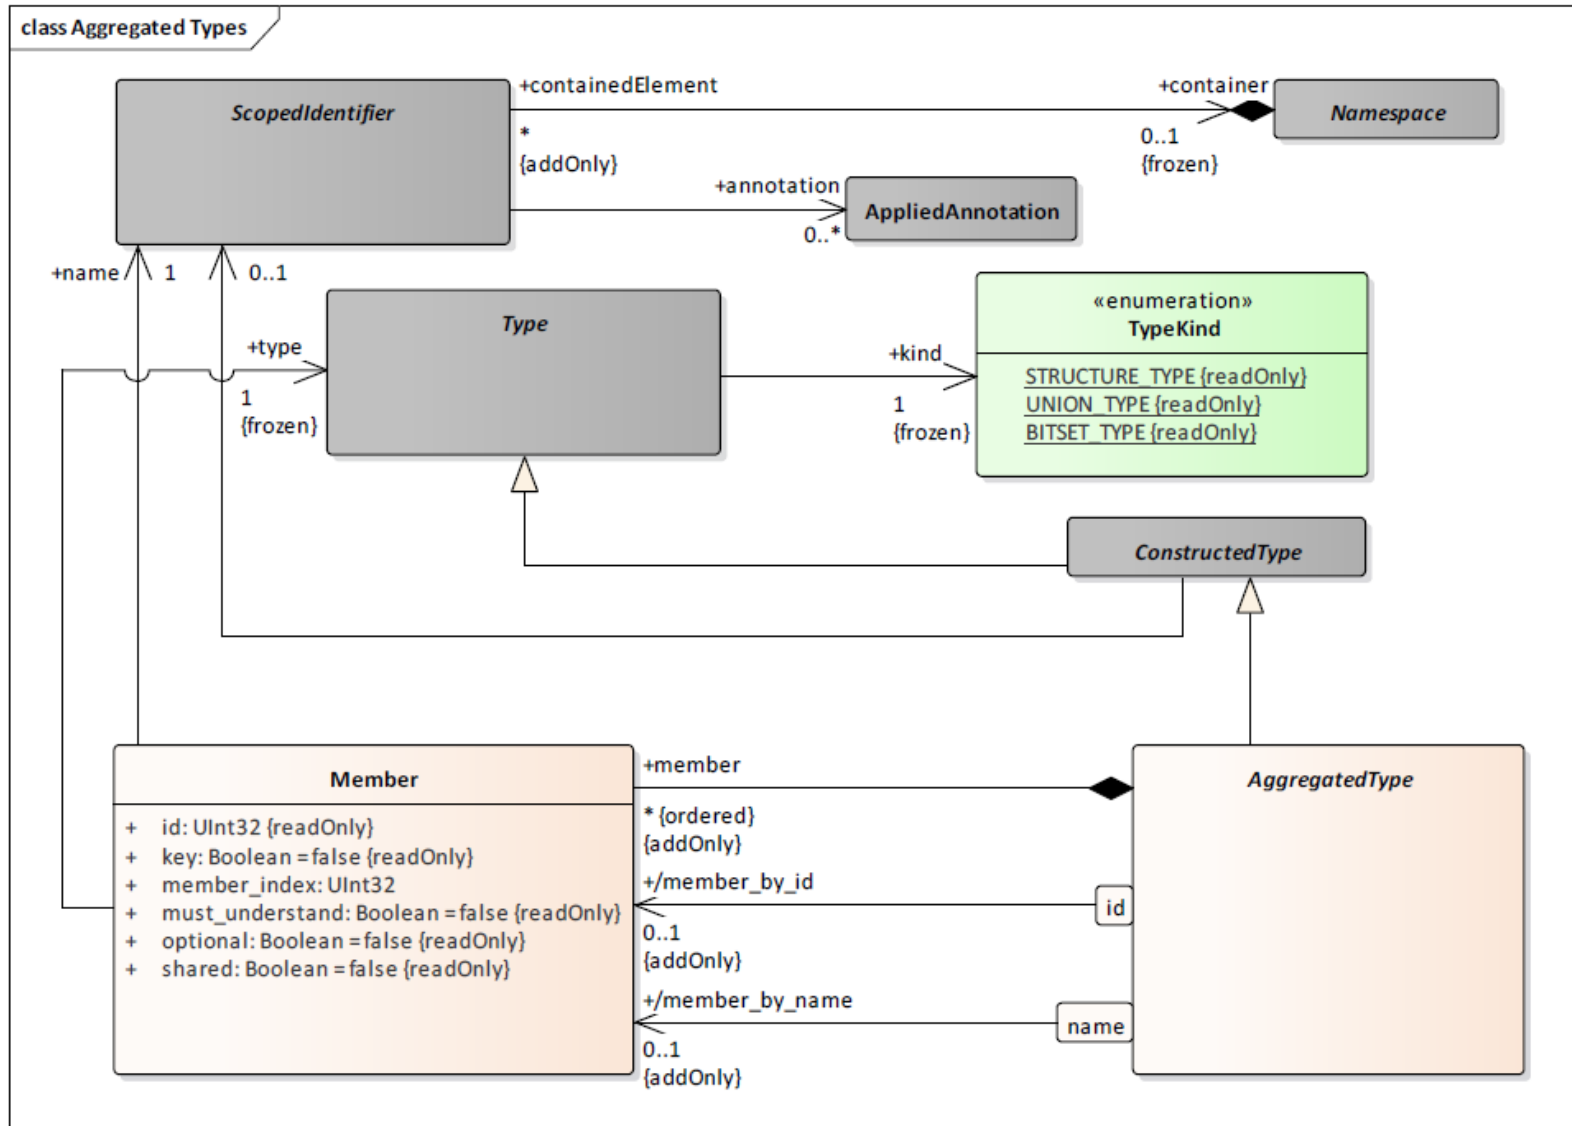 class Aggregated Types
ScopedIdentifier
+containedElement
*
{addOnly}
+container
0..1
{frozen}
Namespace
+annotation
0..*
AppliedAnnotation
+name
1
0..1
Type
+type
1
{frozen}
+kind
1
{frozen}
«enumeration»
TypeKind
STRUCTURE_TYPE {readOnly}
UNION_TYPE {readOnly}
BITSET_TYPE {readOnly}
ConstructedType
Member
+ id: UInt32 {readOnly}
+ key: Boolean = false {readOnly}
+ member_index: UInt32
+ must_understand: Boolean = false {readOnly}
+ optional: Boolean = false {readOnly}
+ shared: Boolean = false {readOnly}
+member
* {ordered}
{addOnly}
+/member_by_id
0..1
{addOnly}
id
+/member_by_name
0..1
{addOnly}
name
AggregatedType